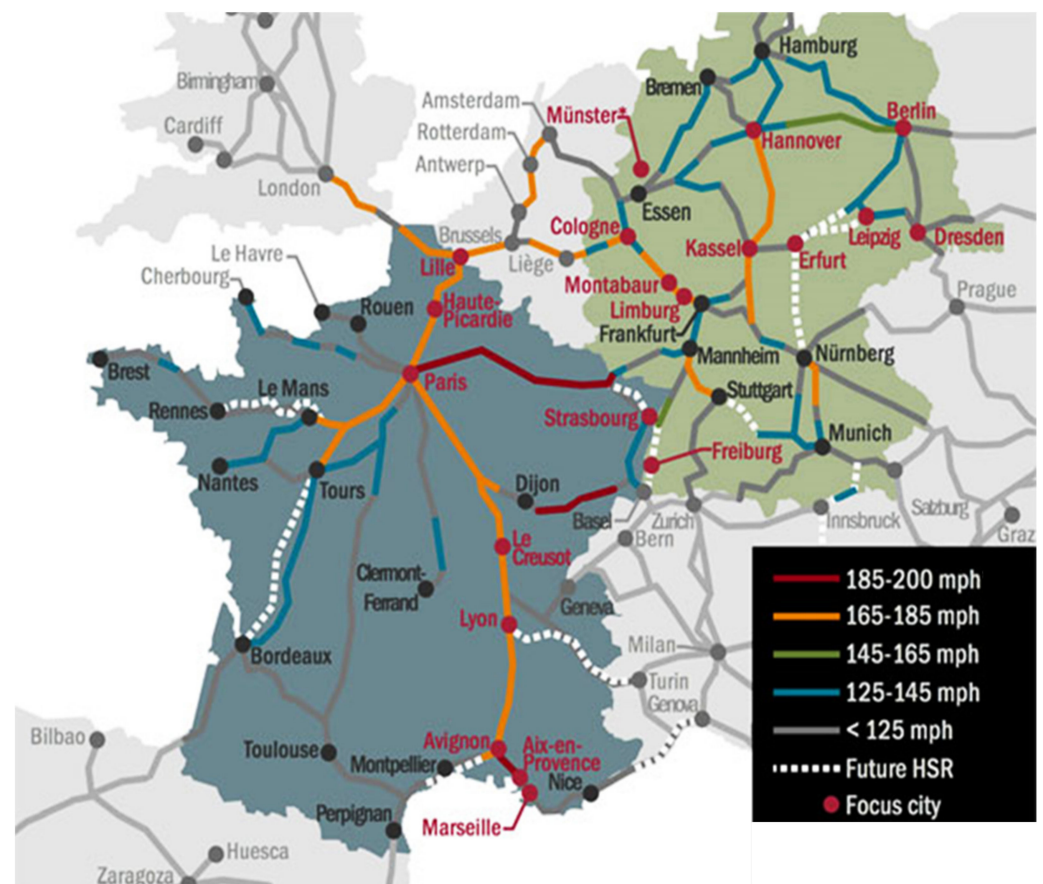 Hamburg
Birmingham
Bremen
Amsterdam
Münster*
Berlin
Cardiff
Rotterdam
Hannover
Antwerp
London
Essen
Cologne
Brussels
Kassel
Leipzig
Dresden
Le Havre
Lille
Liège
Erfurt
Cherbourg
Montabaur
Prague
Rouen
Haute-
Picardie
Limburg
Frankfurt
Mannheim
Nürnberg
Brest
Paris
Le Mans
Stuttgart
Rennes
Strasbourg
Munich
Freiburg
Nantes
Tours
Dijon
Basel
Zurich
Innsbruck
Salzburg
Graz
Bern
Le
Creusot
Clermont-
Ferrand
Geneva
Lyon
Milan
Bordeaux
Turin
Genova
Bilbao
Toulouse
Avignon
Aix-en-
Provence
Montpellier
Nice
Perpignan
Marseille
Huesca
Zaragoza
185-200 mph
165-185 mph
145-165 mph
125-145 mph
< 125 mph
Future HSR
Focus city